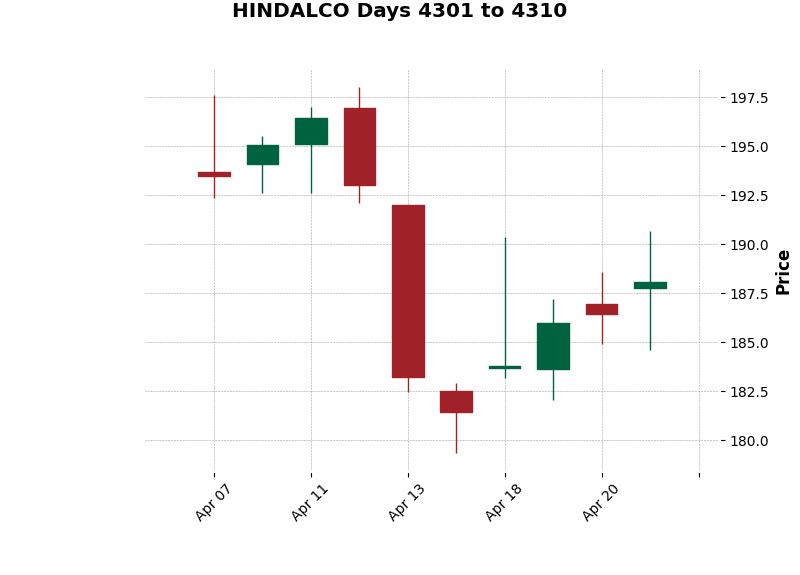 HINDALCO Days 4301 to 4310
197.5
195.0
192.5
190.0
187.5
185.0
182.5
180.0
Price
Apr 07
Apr 11
Apr 13
Apr 18
Apr 20